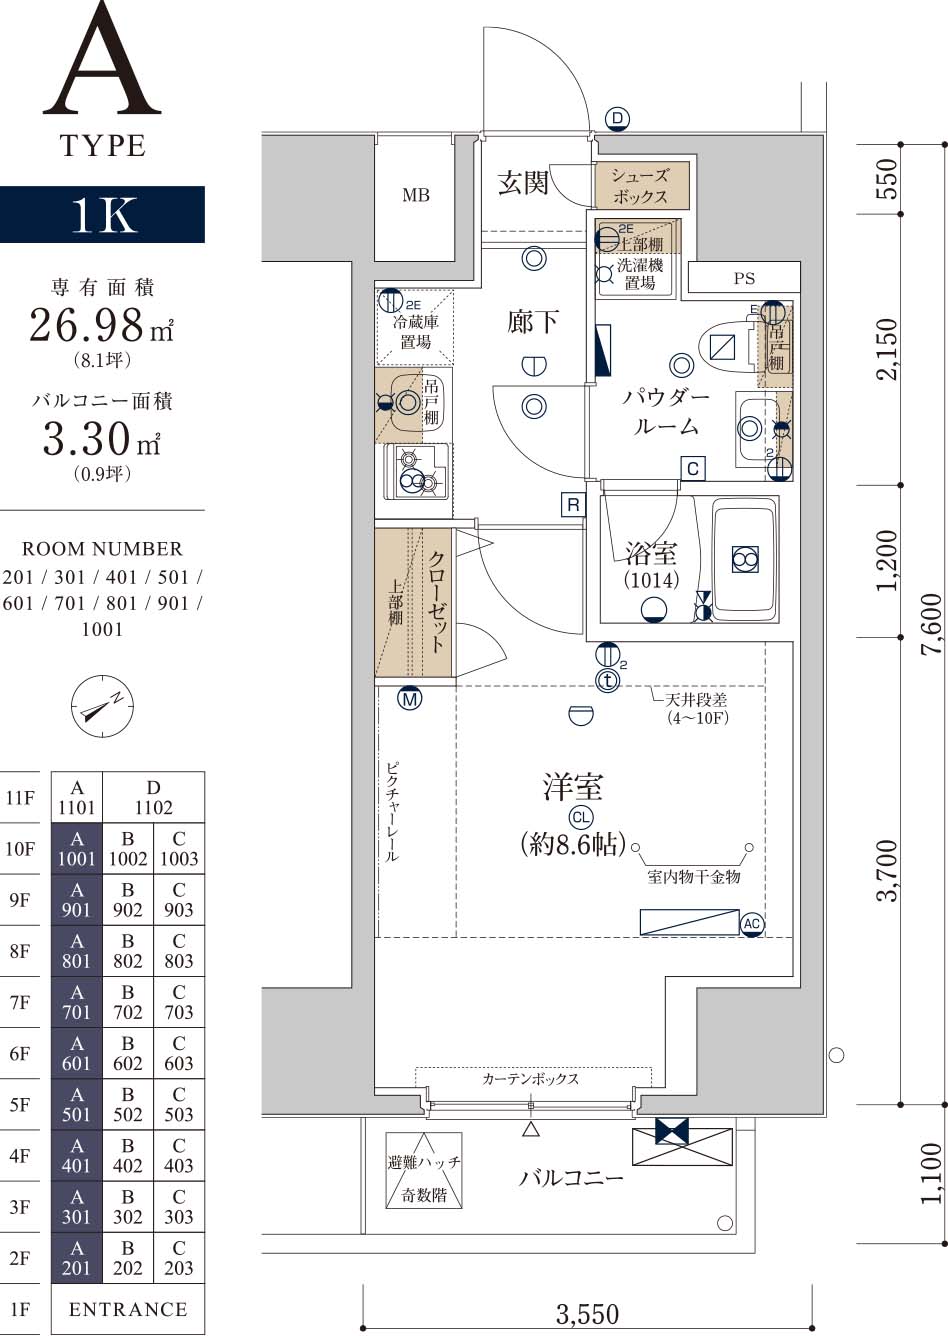 A
TYPE
1K
専有面積
26.98㎡
（8.1坪）
バルコニー面積
3.30㎡
（0.9坪）
ROOM NUMBER
201 / 301 / 401 / 501 /
601 / 701 / 801 / 901 /
1001
N
11F
A
1101
D
1102
10F
A
1001
B
1002
C
1003
9F
A
901
B
902
C
903
8F
A
801
B
802
C
803
7F
A
701
B
702
C
703
6F
A
601
B
602
C
603
5F
A
501
B
502
C
503
4F
A
401
B
402
C
403
3F
A
301
B
302
C
303
2F
A
201
B
202
C
203
1F
ENTRANCE
D
MB
玄関
シューズ
ボックス
2E
上部棚
洗濯機
置場
PS
2E
冷蔵庫
置場
廊下
E
吊戸棚
吊戸棚
パウダー
ルーム
2
C
R
浴室
（1014）
クローゼット
上部棚
M
2
t
天井段差
（4～10F）
ピクチャーレール
洋室
CL
（約8.6帖）
室内物干金物
AC
カーテンボックス
避難ハッチ
奇数階
バルコニー
550
2,150
1,200
3,700
7,600
1,100
3,550